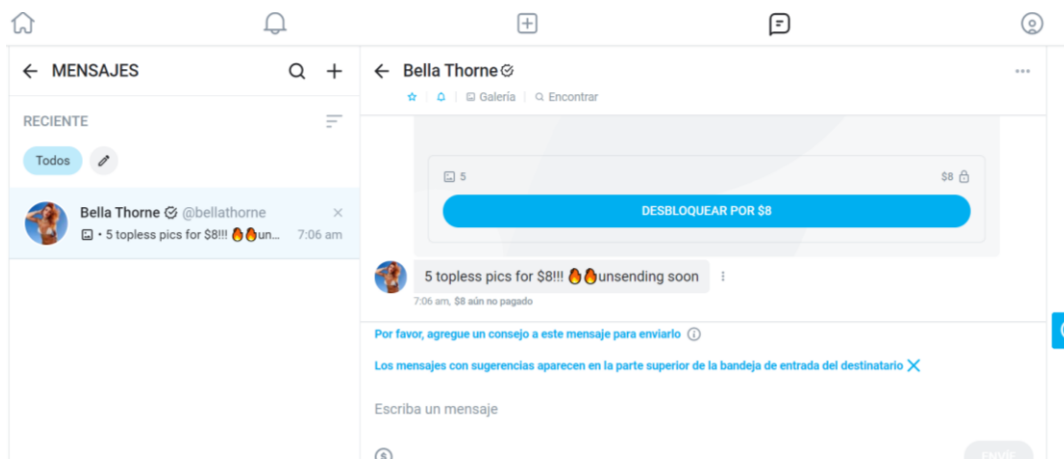 MENSAJES
RECIENTE
Todos
Bella Thorne @bellathorne
• 5 topless pics for $8!!! 🔥🔥un... 7:06 am
Bella Thorne
Galería Encontrar
5 $8
DESBLOQUEAR POR $8
5 topless pics for $8!!! 🔥🔥unsending soon
7:06 am, $8 aún no pagado
Por favor, agregue un consejo a este mensaje para enviarlo
Los mensajes con sugerencias aparecen en la parte superior de la bandeja de entrada del destinatario
Escriba un mensaje
ENVÍE